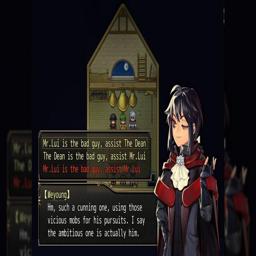 Mr.Lui is the bad guy, assist The Dean
The Dean is the bad guy, assist Mr.Lui
Mr.Lui is the bad guy, assist Mr.Lui
【Weyoung】
Hm, such a cunning one, using those
vicious mobs for his pursuits. I say
the ambitious one is actually him.